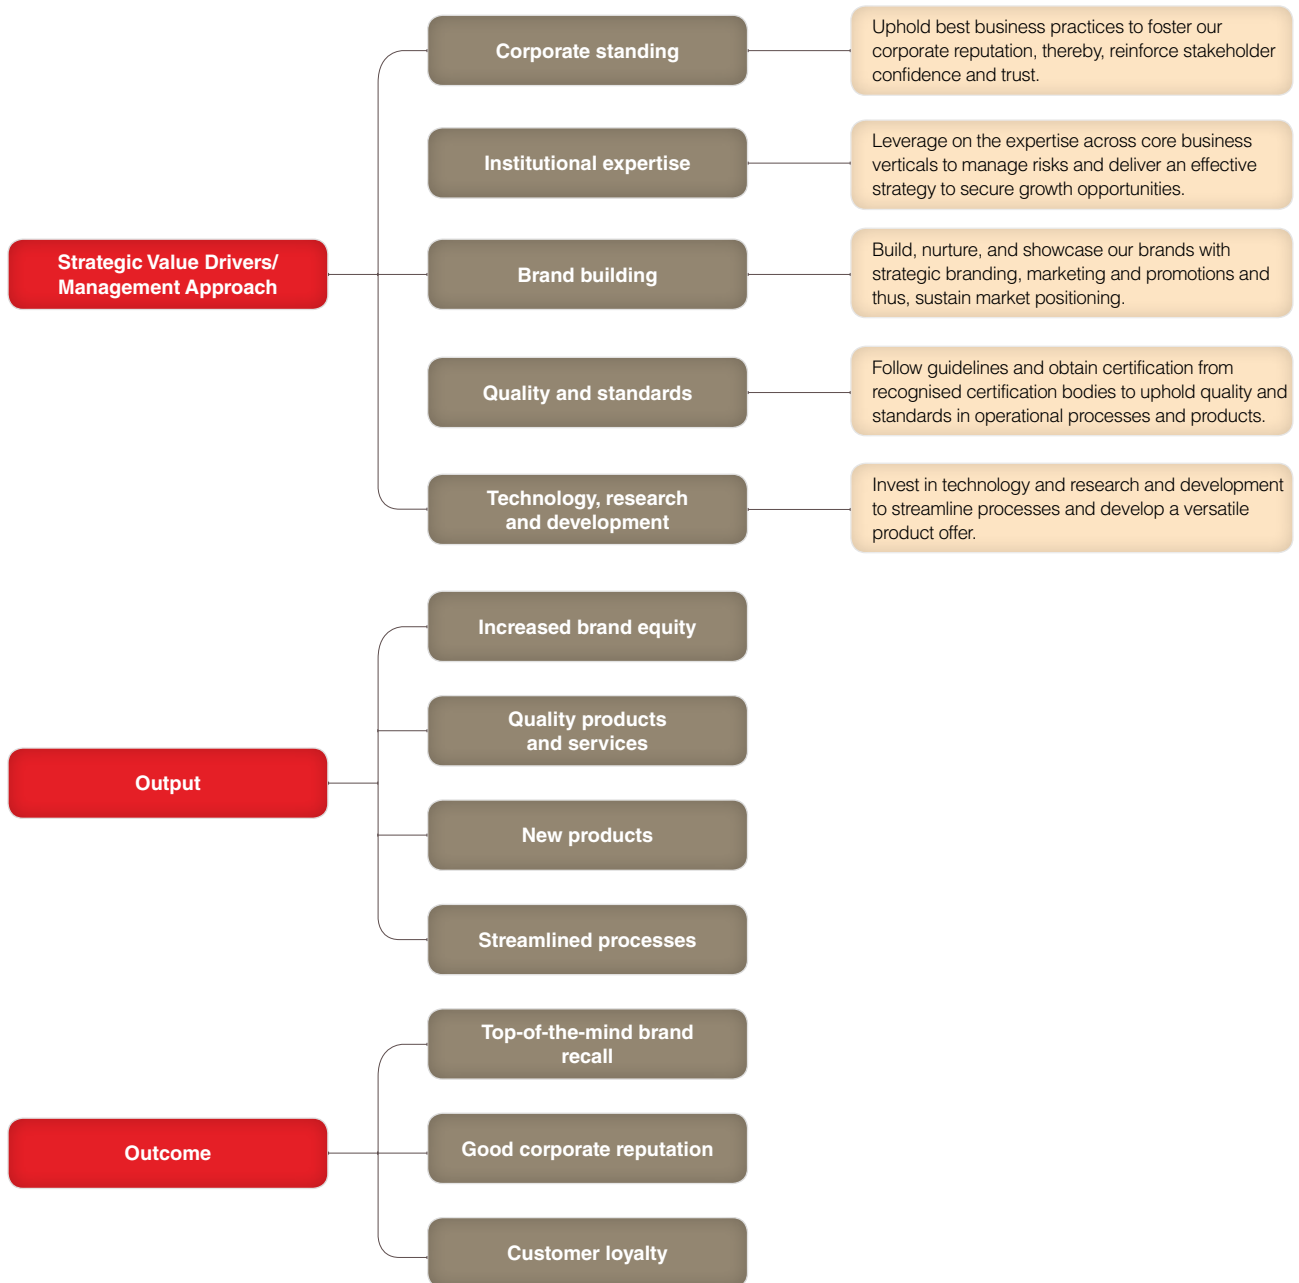 Strategic Value Drivers/
Management Approach
Corporate standing
Uphold best business practices to foster our
corporate reputation, thereby, reinforce stakeholder
confidence and trust.
Institutional expertise
Leverage on the expertise across core business
verticals to manage risks and deliver an effective
strategy to secure growth opportunities.
Brand building
Build, nurture, and showcase our brands with
strategic branding, marketing and promotions and
thus, sustain market positioning.
Quality and standards
Follow guidelines and obtain certification from
recognised certification bodies to uphold quality and
standards in operational processes and products.
Technology, research
and development
Invest in technology and research and development
to streamline processes and develop a versatile
product offer.
Output
Increased brand equity
Quality products
and services
New products
Streamlined processes
Outcome
Top-of-the-mind brand
recall
Good corporate reputation
Customer loyalty